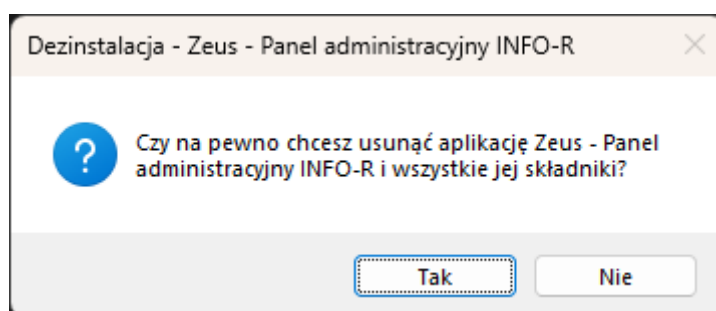 Dezinstalacja - Zeus - Panel administracyjny INFO-R
Czy na pewno chcesz usunąć aplikację Zeus - Panel
administracyjny INFO-R i wszystkie jej składniki?
Tak
Nie